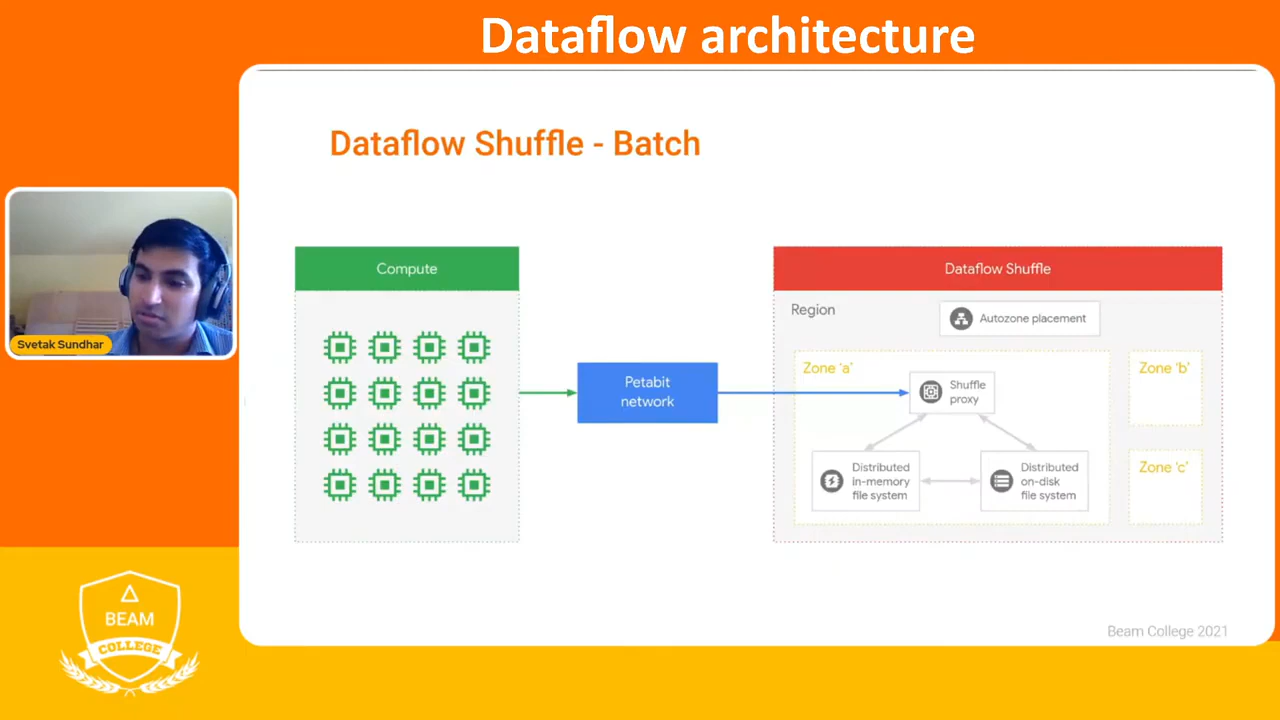 Dataflow architecture
Dataflow Shuffle - Batch
Svetak Sundhar
Compute
Petabit
network
Dataflow Shuffle
Region
Autozone placement
Zone 'a'
Shuffle
proxy
Distributed
in-memory
file system
Distributed
on-disk
file system
Zone 'b'
Zone 'c'
BEAM
COLLEGE
Beam College 2021